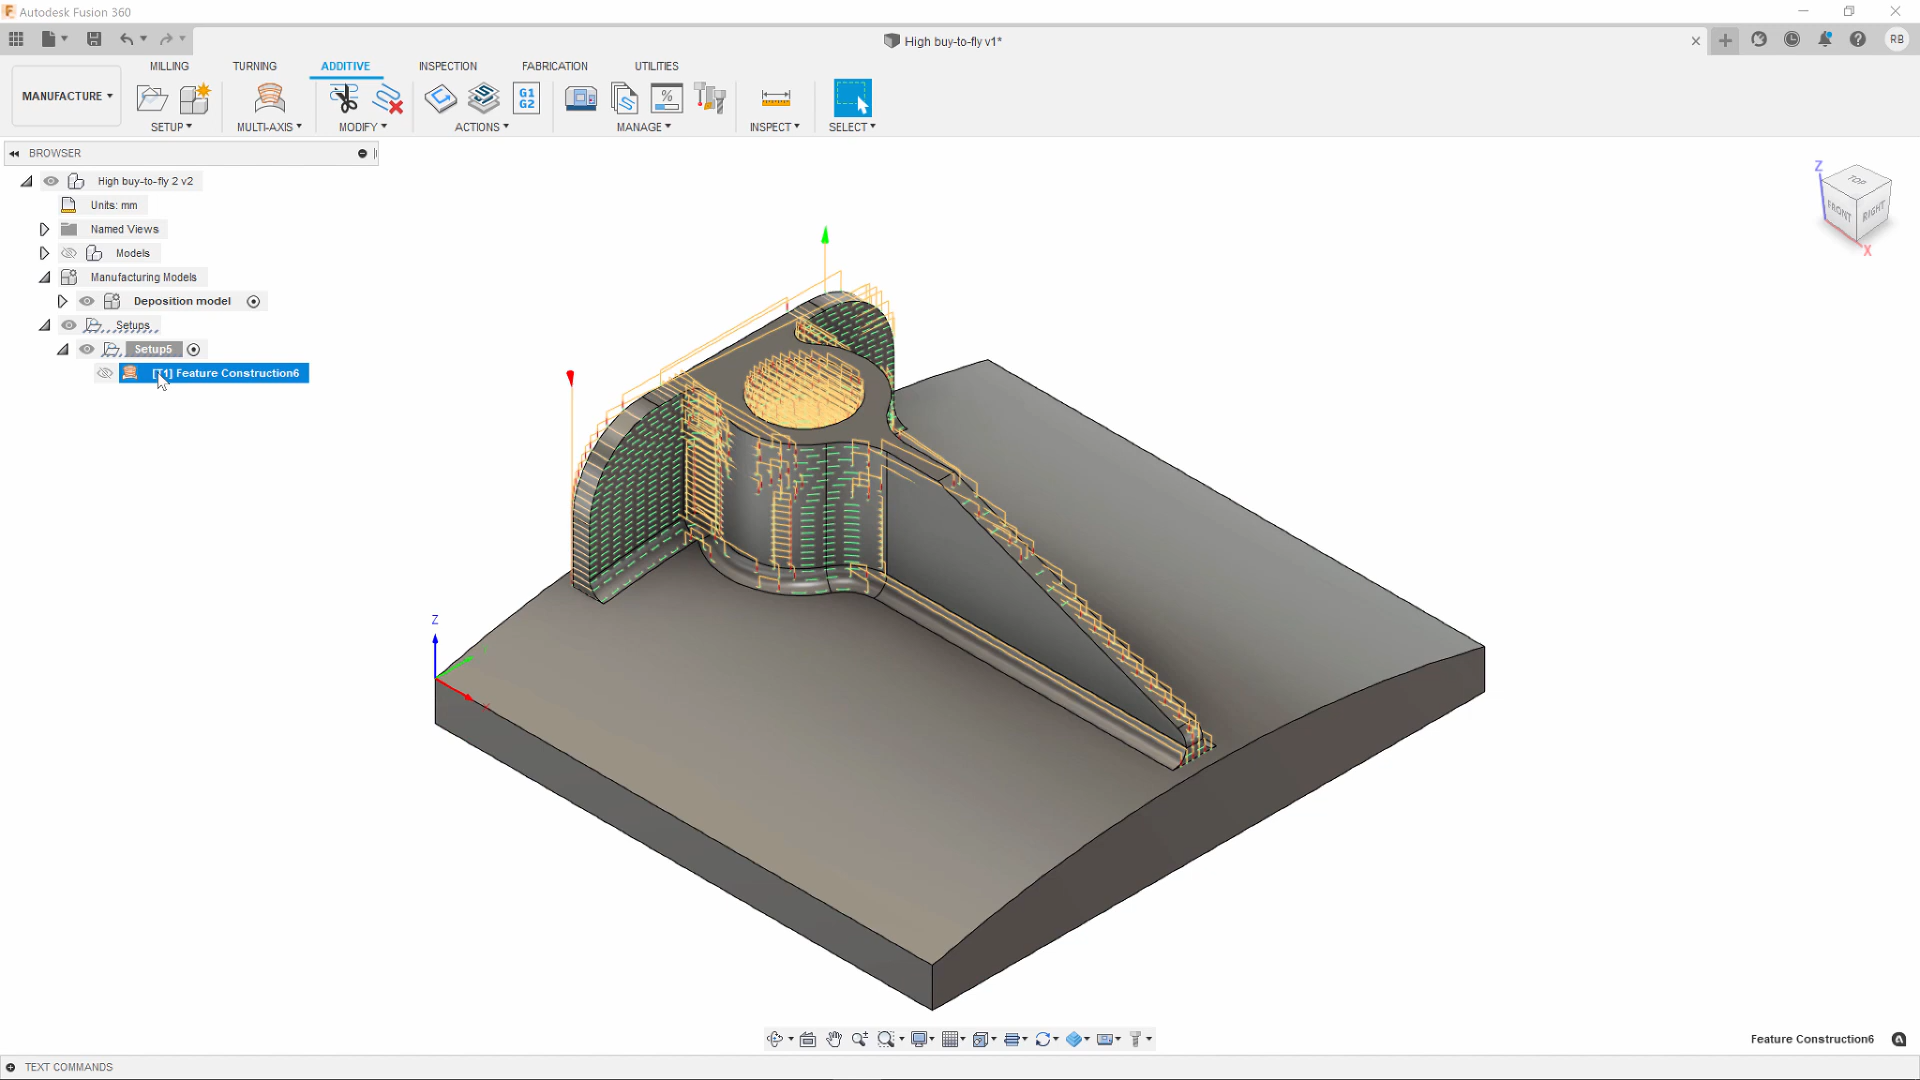 Autodesk Fusion 360
High buy-to-fly v1*
RB
MILLING TURNING ADDITIVE INSPECTION FABRICATION UTILITIES
MANUFACTURE
G1
G2
%
SETUP MULTI-AXIS MODIFY ACTIONS MANAGE INSPECT SELECT
BROWSER
High buy-to-fly 2 v2
Units: mm
Named Views
Models
Manufacturing Models
Deposition model
Setups
Setup5
[T1] Feature Construction6
Z
TOP
FRONT
RIGHT
X
Z
Feature Construction6
TEXT COMMANDS